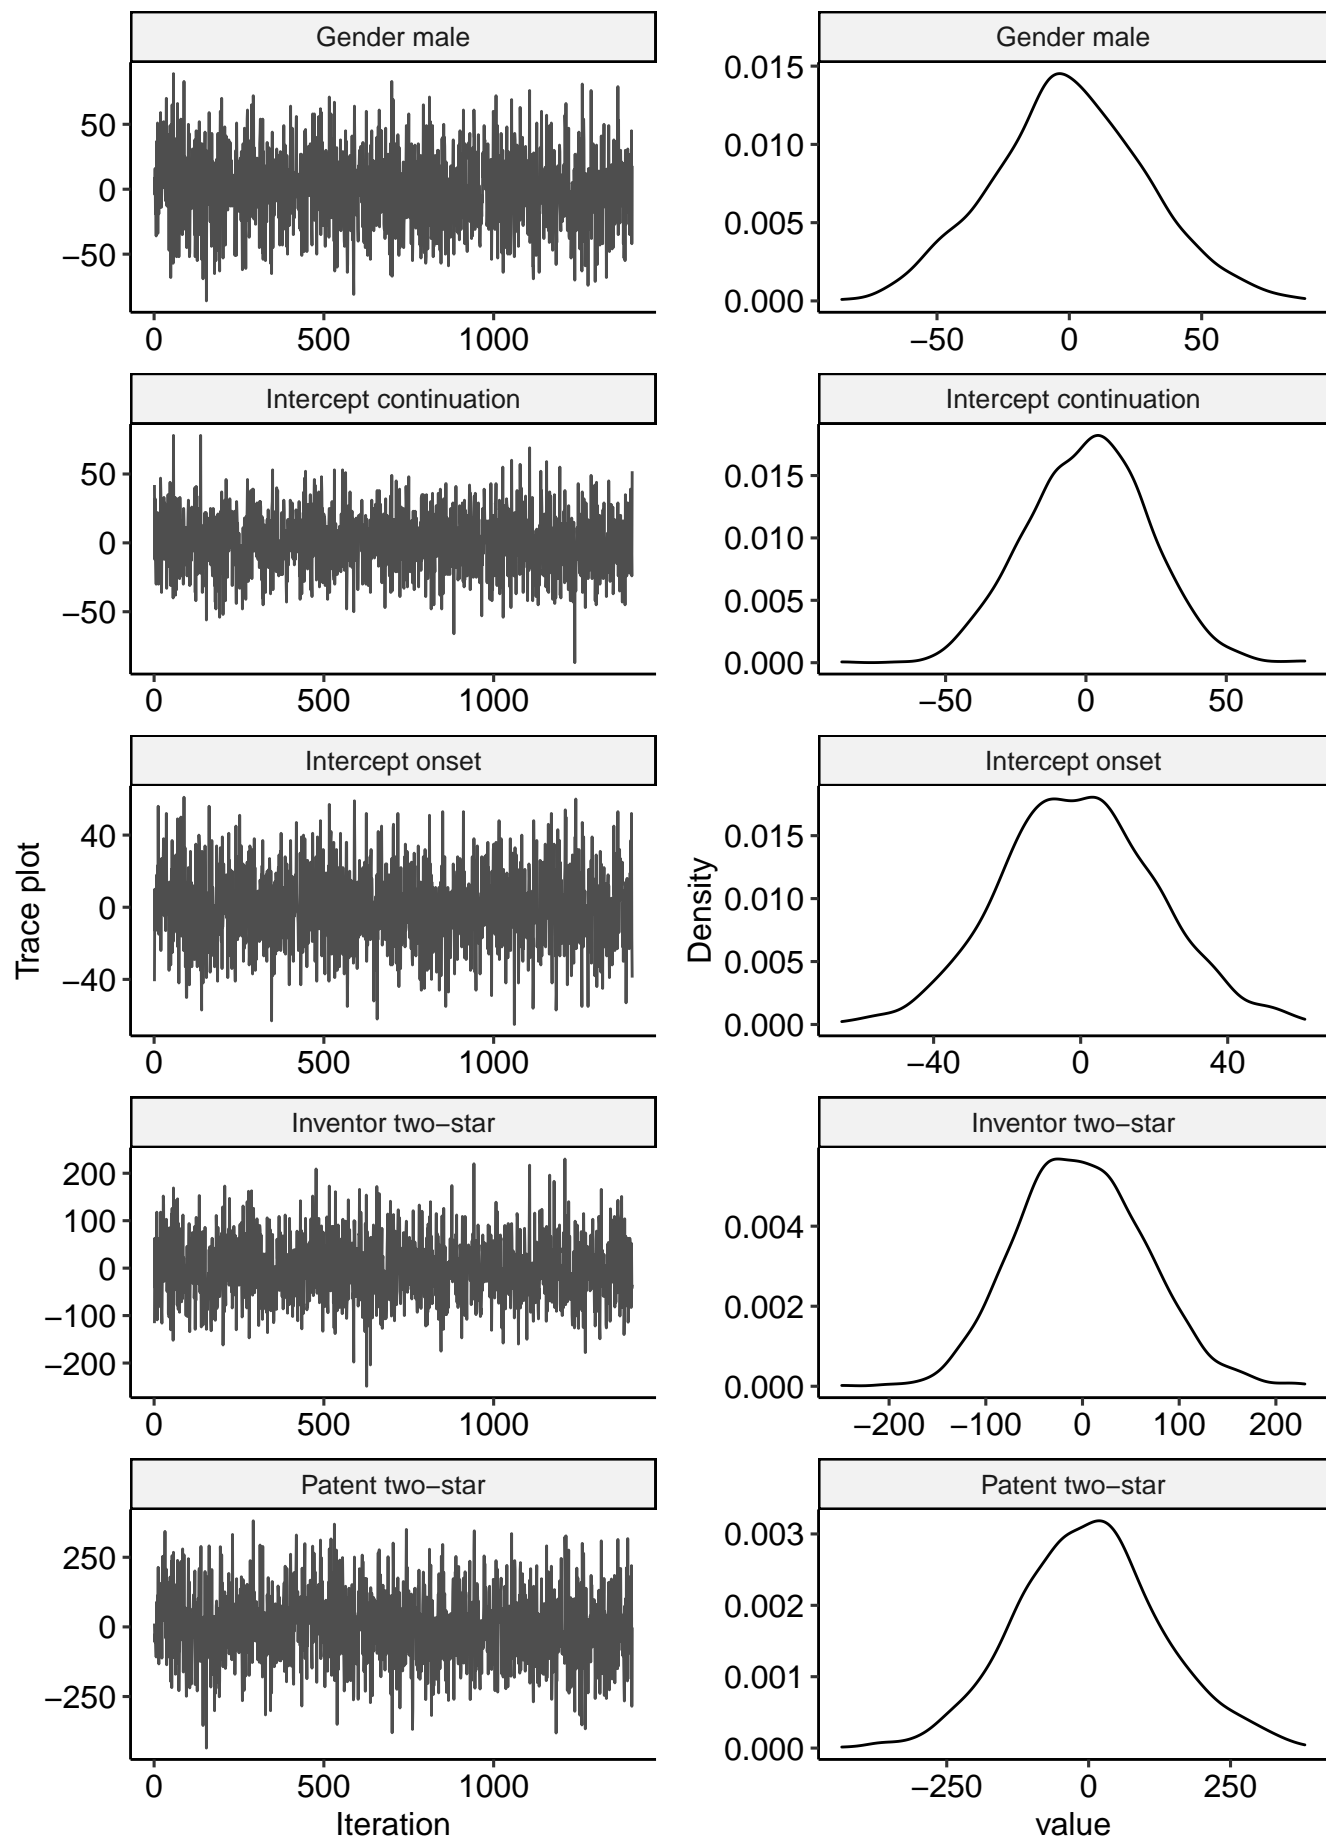 Gender male
Gender male
50
0
−50
0.015
0.010
0.005
0.000
0 500 1000
−50 0 50
Intercept continuation
Intercept continuation
50
0
−50
0.015
0.010
0.005
0.000
0 500 1000
−50 0 50
Intercept onset
Intercept onset
Trace plot
40
0
−40
Density
0.015
0.010
0.005
0.000
0 500 1000
−40 0 40
Inventor two−star
Inventor two−star
200
100
0
−100
−200
0.004
0.002
0.000
0 500 1000
−200 −100 0 100 200
Patent two−star
Patent two−star
250
0
−250
0.003
0.002
0.001
0.000
0 500 1000
−250 0 250
Iteration
value